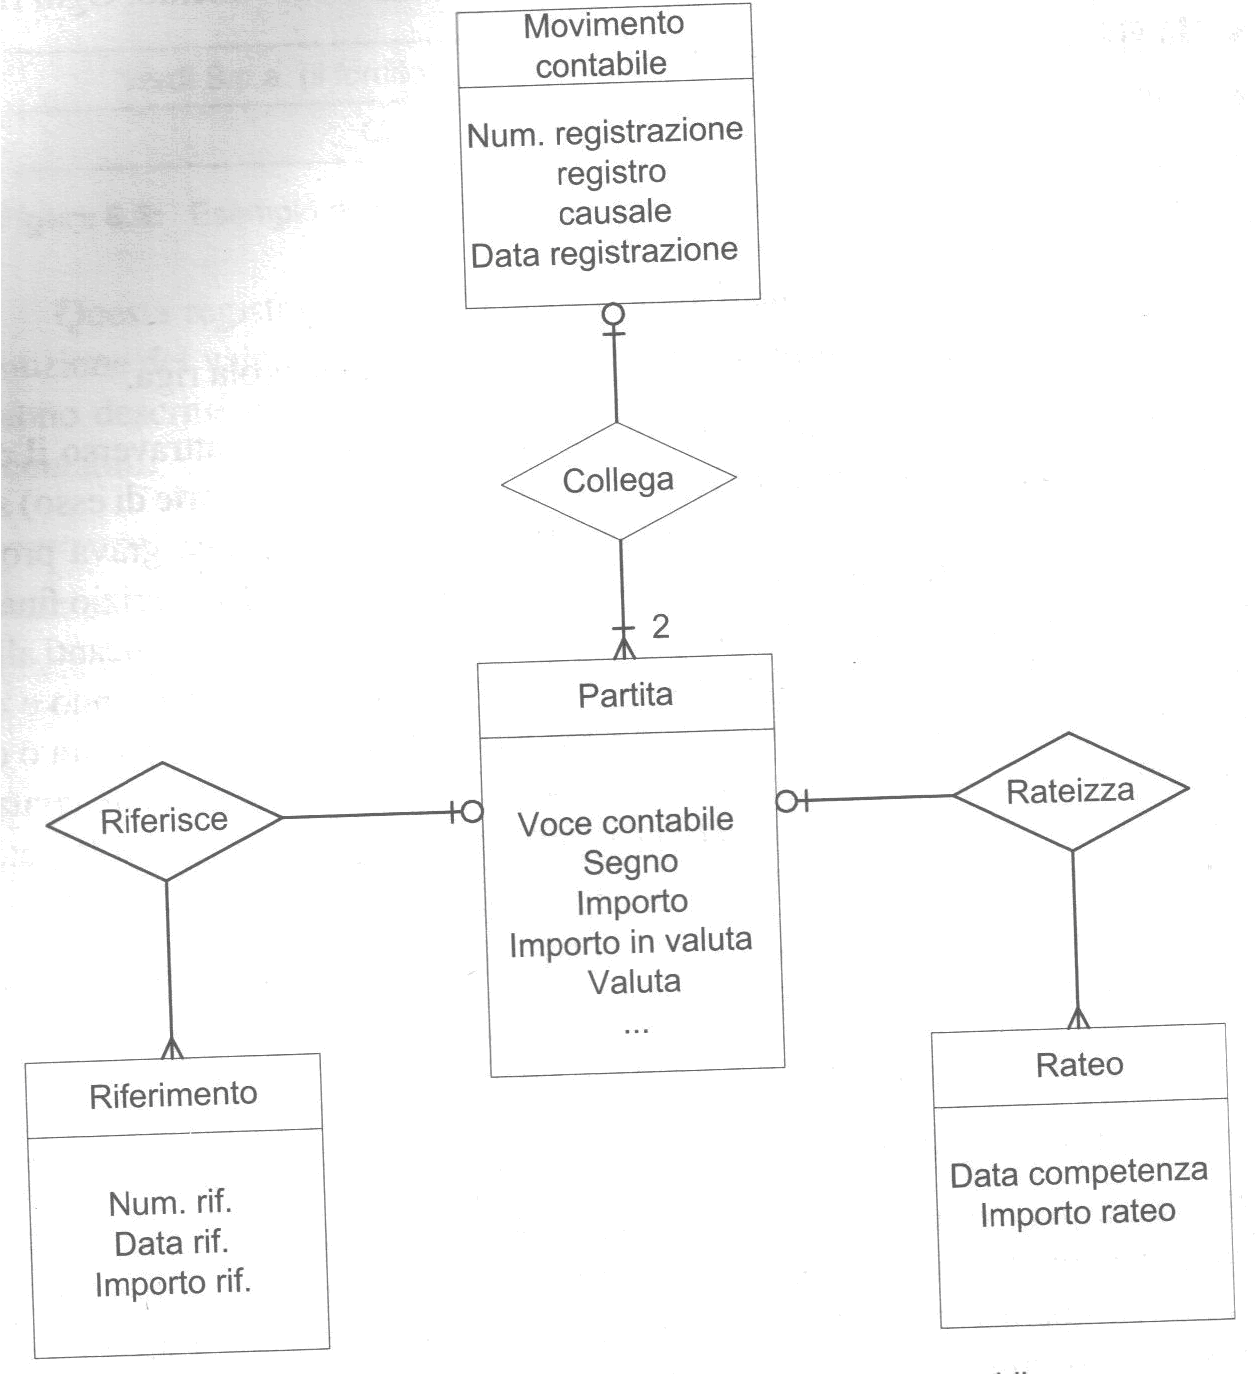 Movimento
contabile
Num. registrazione
registro
causale
Data registrazione
Collega
2
Partita
Voce contabile
Segno
Importo
Importo in valuta
Valuta
...
Riferisce
Rateizza
Riferimento
Num. rif.
Data rif.
Importo rif.
Rateo
Data competenza
Importo rateo